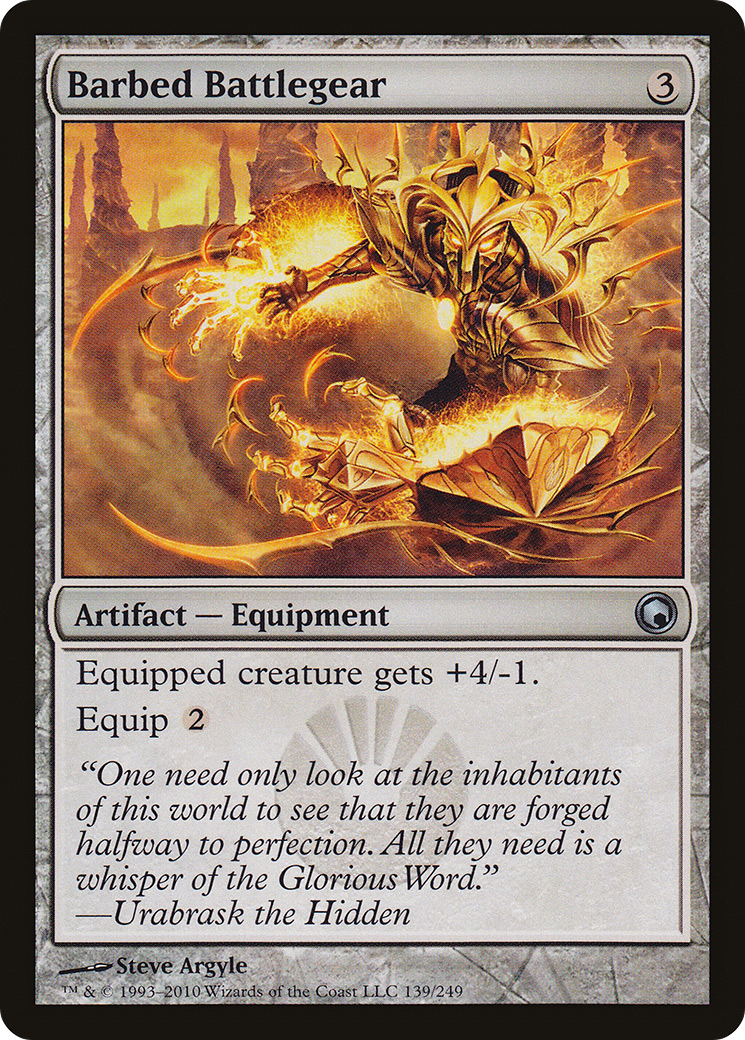 Barbed Battlegear 3
Artifact — Equipment
Equipped creature gets +4/-1.
Equip 2
“One need only look at the inhabitants
of this world to see that they are forged
halfway to perfection. All they need is a
whisper of the Glorious Word.”
—Urabrask the Hidden
Steve Argyle
™ & © 1993–2010 Wizards of the Coast LLC 139/249